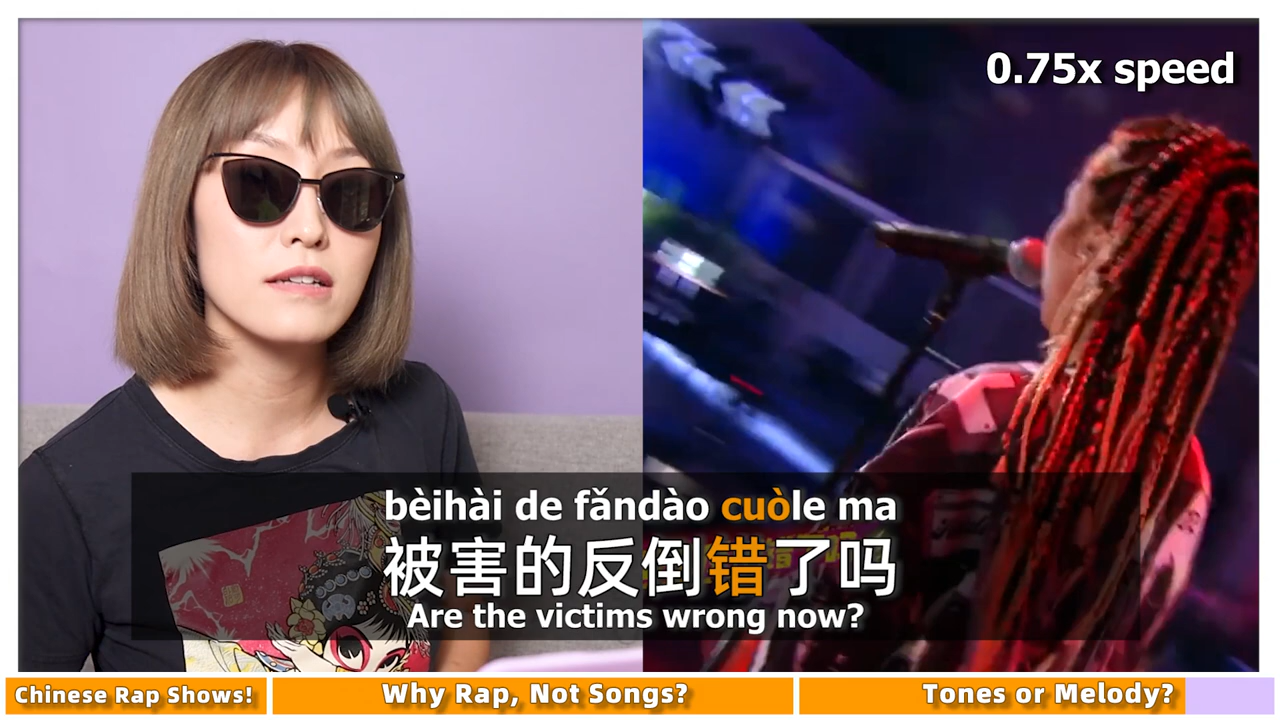 0.75x speed
bèihài de fǎndào cuòle ma
被害的反倒错了吗
Are the victims wrong now?
Chinese Rap Shows!
Why Rap, Not Songs?
Tones or Melody?